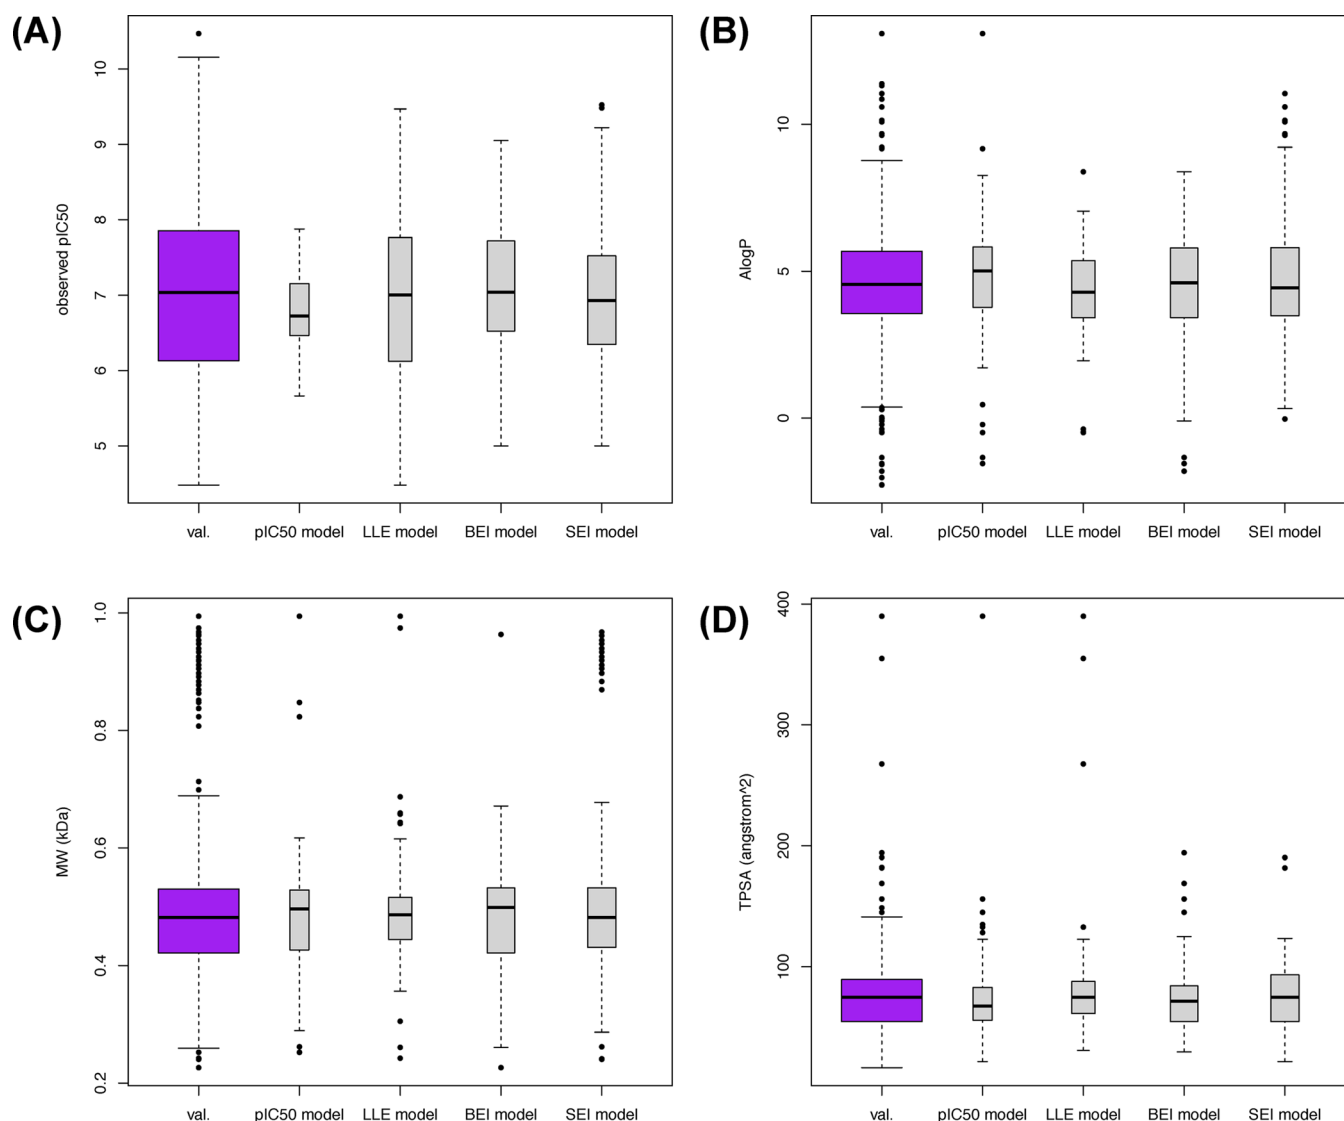 (A)
observed pIC50
10
9
8
7
6
5
val.
pIC50 model
LLE model
BEI model
SEI model
(B)
AlogP
10
5
0
val.
pIC50 model
LLE model
BEI model
SEI model
(C)
MW (kDa)
1.0
0.8
0.6
0.4
0.2
val.
pIC50 model
LLE model
BEI model
SEI model
(D)
TPSA (angstrom^2)
400
300
200
100
val.
pIC50 model
LLE model
BEI model
SEI model